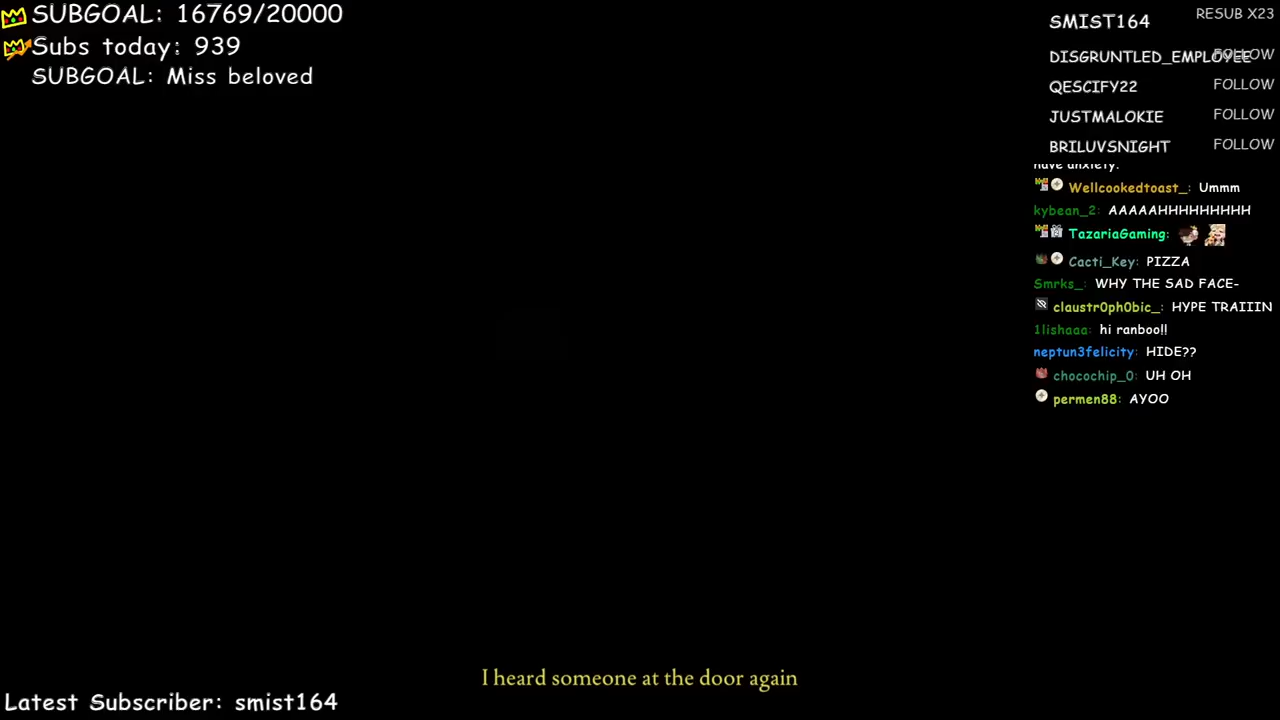 SUBGOAL: 16769/20000
Subs today: 939
SUBGOAL: Miss beloved
SMIST164 RESUB X23
DISGRUNTLED_EMPLOYEE FOLLOW
QESCIFY22 FOLLOW
JUSTMALOKIE FOLLOW
BRILUVSNIGHT FOLLOW
have anxiety.
Wellcookedtoast_: Ummm
kybean_2: AAAAAHHHHHHHHH
TazariaGaming:
Cacti_Key: PIZZA
Smrks_: WHY THE SAD FACE-
claustr0ph0bic_: HYPE TRAIIIN
1lishaaa: hi ranboo!!
neptun3felicity: HIDE??
chocochip_0: UH OH
permen88: AYOO
I heard someone at the door again
Latest Subscriber: smist164